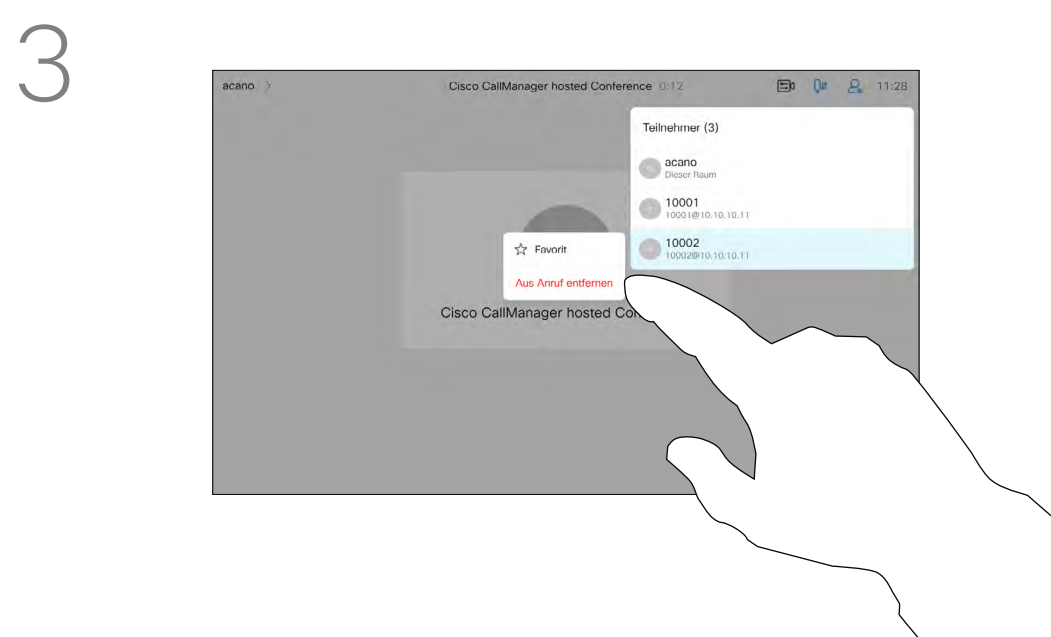 3
acano >
Cisco CallManager hosted Conference 0:12
11:28
Teilnehmer (3)
acano
Dieser Raum
10001
10001@10.10.10.11
10002
10002@10.10.10.11
Favorit
Aus Anruf entfernen
Cisco CallManager hosted